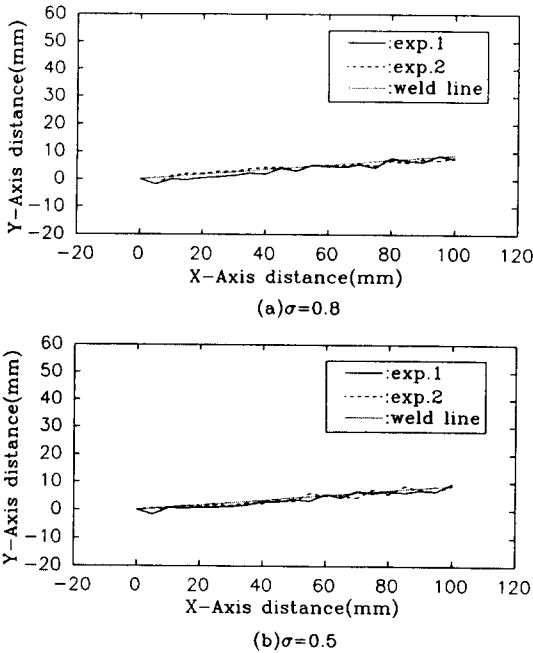 60
50
40
30
20
10
0
−10
−20
Y−Axis distance(mm)
:exp.1
:exp.2
:weld line
−20 0 20 40 60 80 100 120
X−Axis distance(mm)
(a)σ=0.8
60
50
40
30
20
10
0
−10
−20
Y−Axis distance(mm)
:exp.1
:exp.2
:weld line
−20 0 20 40 60 80 100 120
X−Axis distance(mm)
(b)σ=0.5